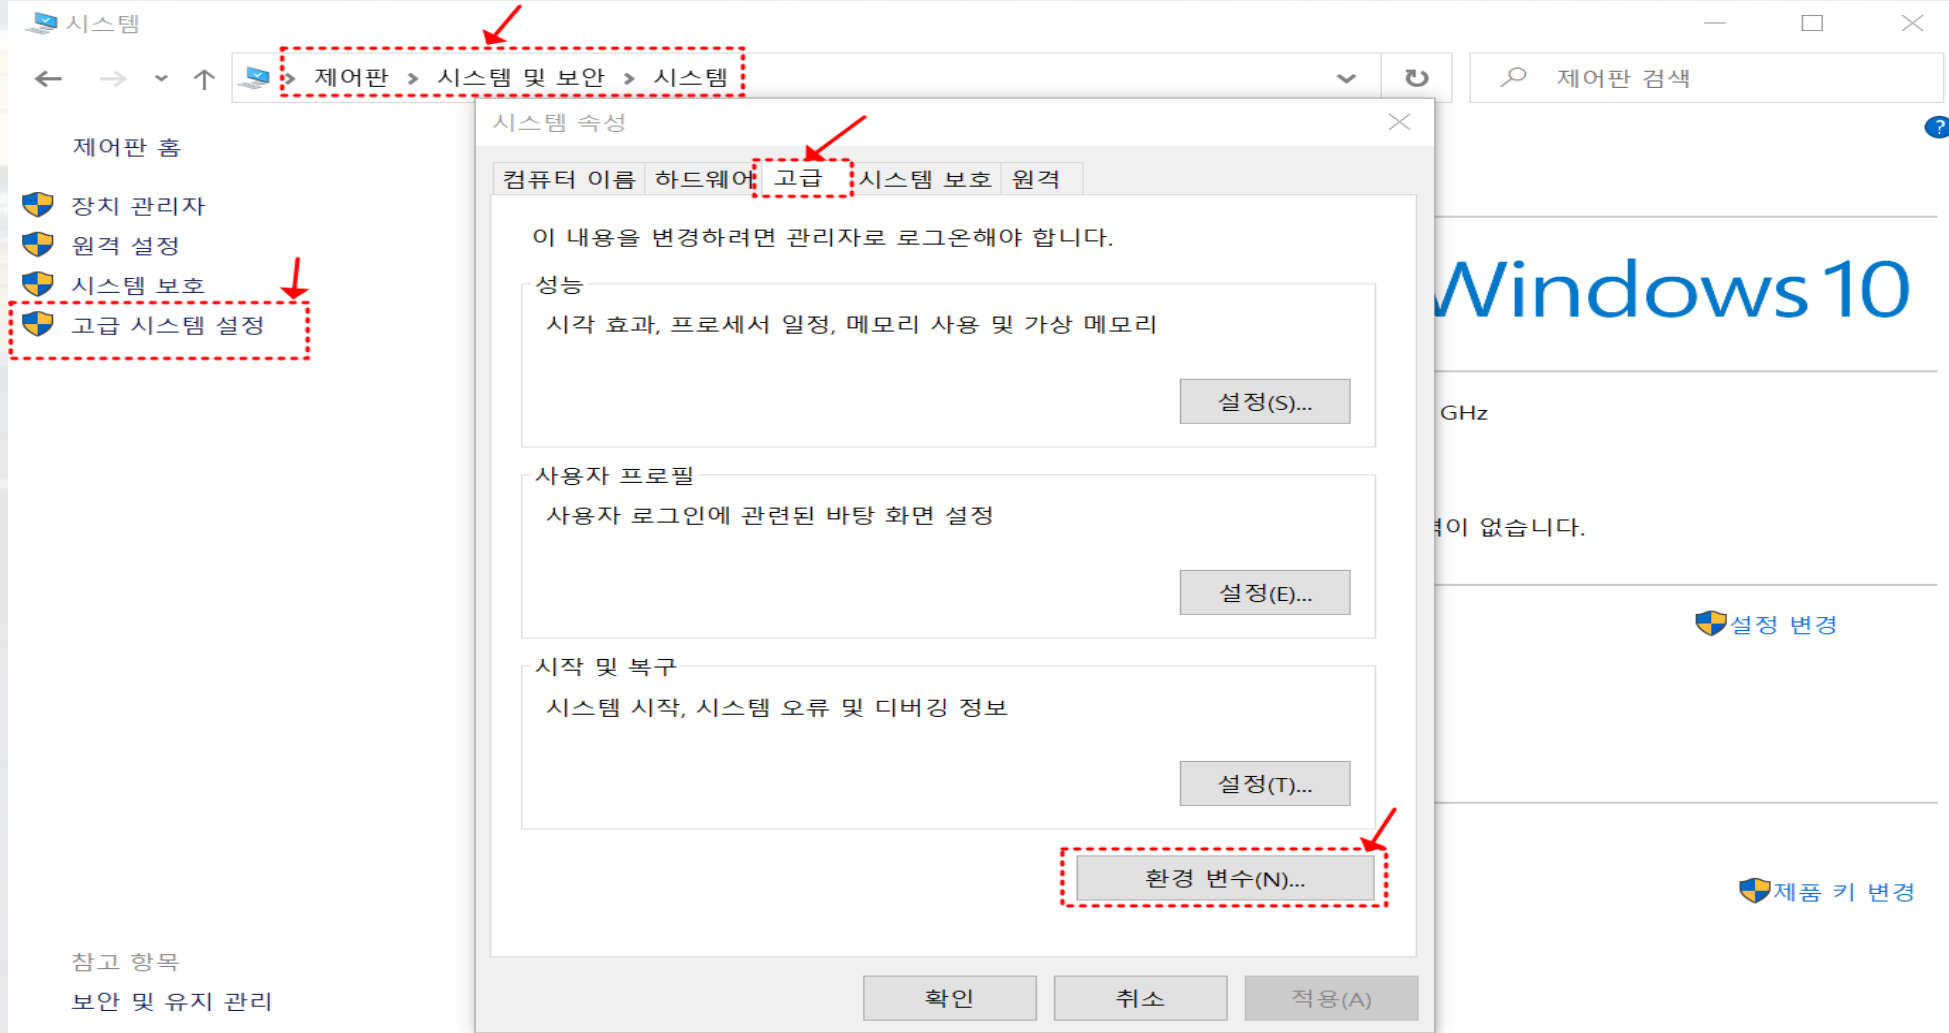 시스템
제어판 > 시스템 및 보안 > 시스템
제어판 검색
제어판 홈
장치 관리자
원격 설정
시스템 보호
고급 시스템 설정
참고 항목
보안 및 유지 관리
시스템 속성
컴퓨터 이름 하드웨어 고급 시스템 보호 원격
이 내용을 변경하려면 관리자로 로그온해야 합니다.
성능
시각 효과, 프로세서 일정, 메모리 사용 및 가상 메모리
설정(S)...
사용자 프로필
사용자 로그인에 관련된 바탕 화면 설정
설정(E)...
시작 및 복구
시스템 시작, 시스템 오류 및 디버깅 정보
설정(T)...
환경 변수(N)...
확인 취소 적용(A)
?
Windows 10
GHz
없습니다.
설정 변경
제품 키 변경